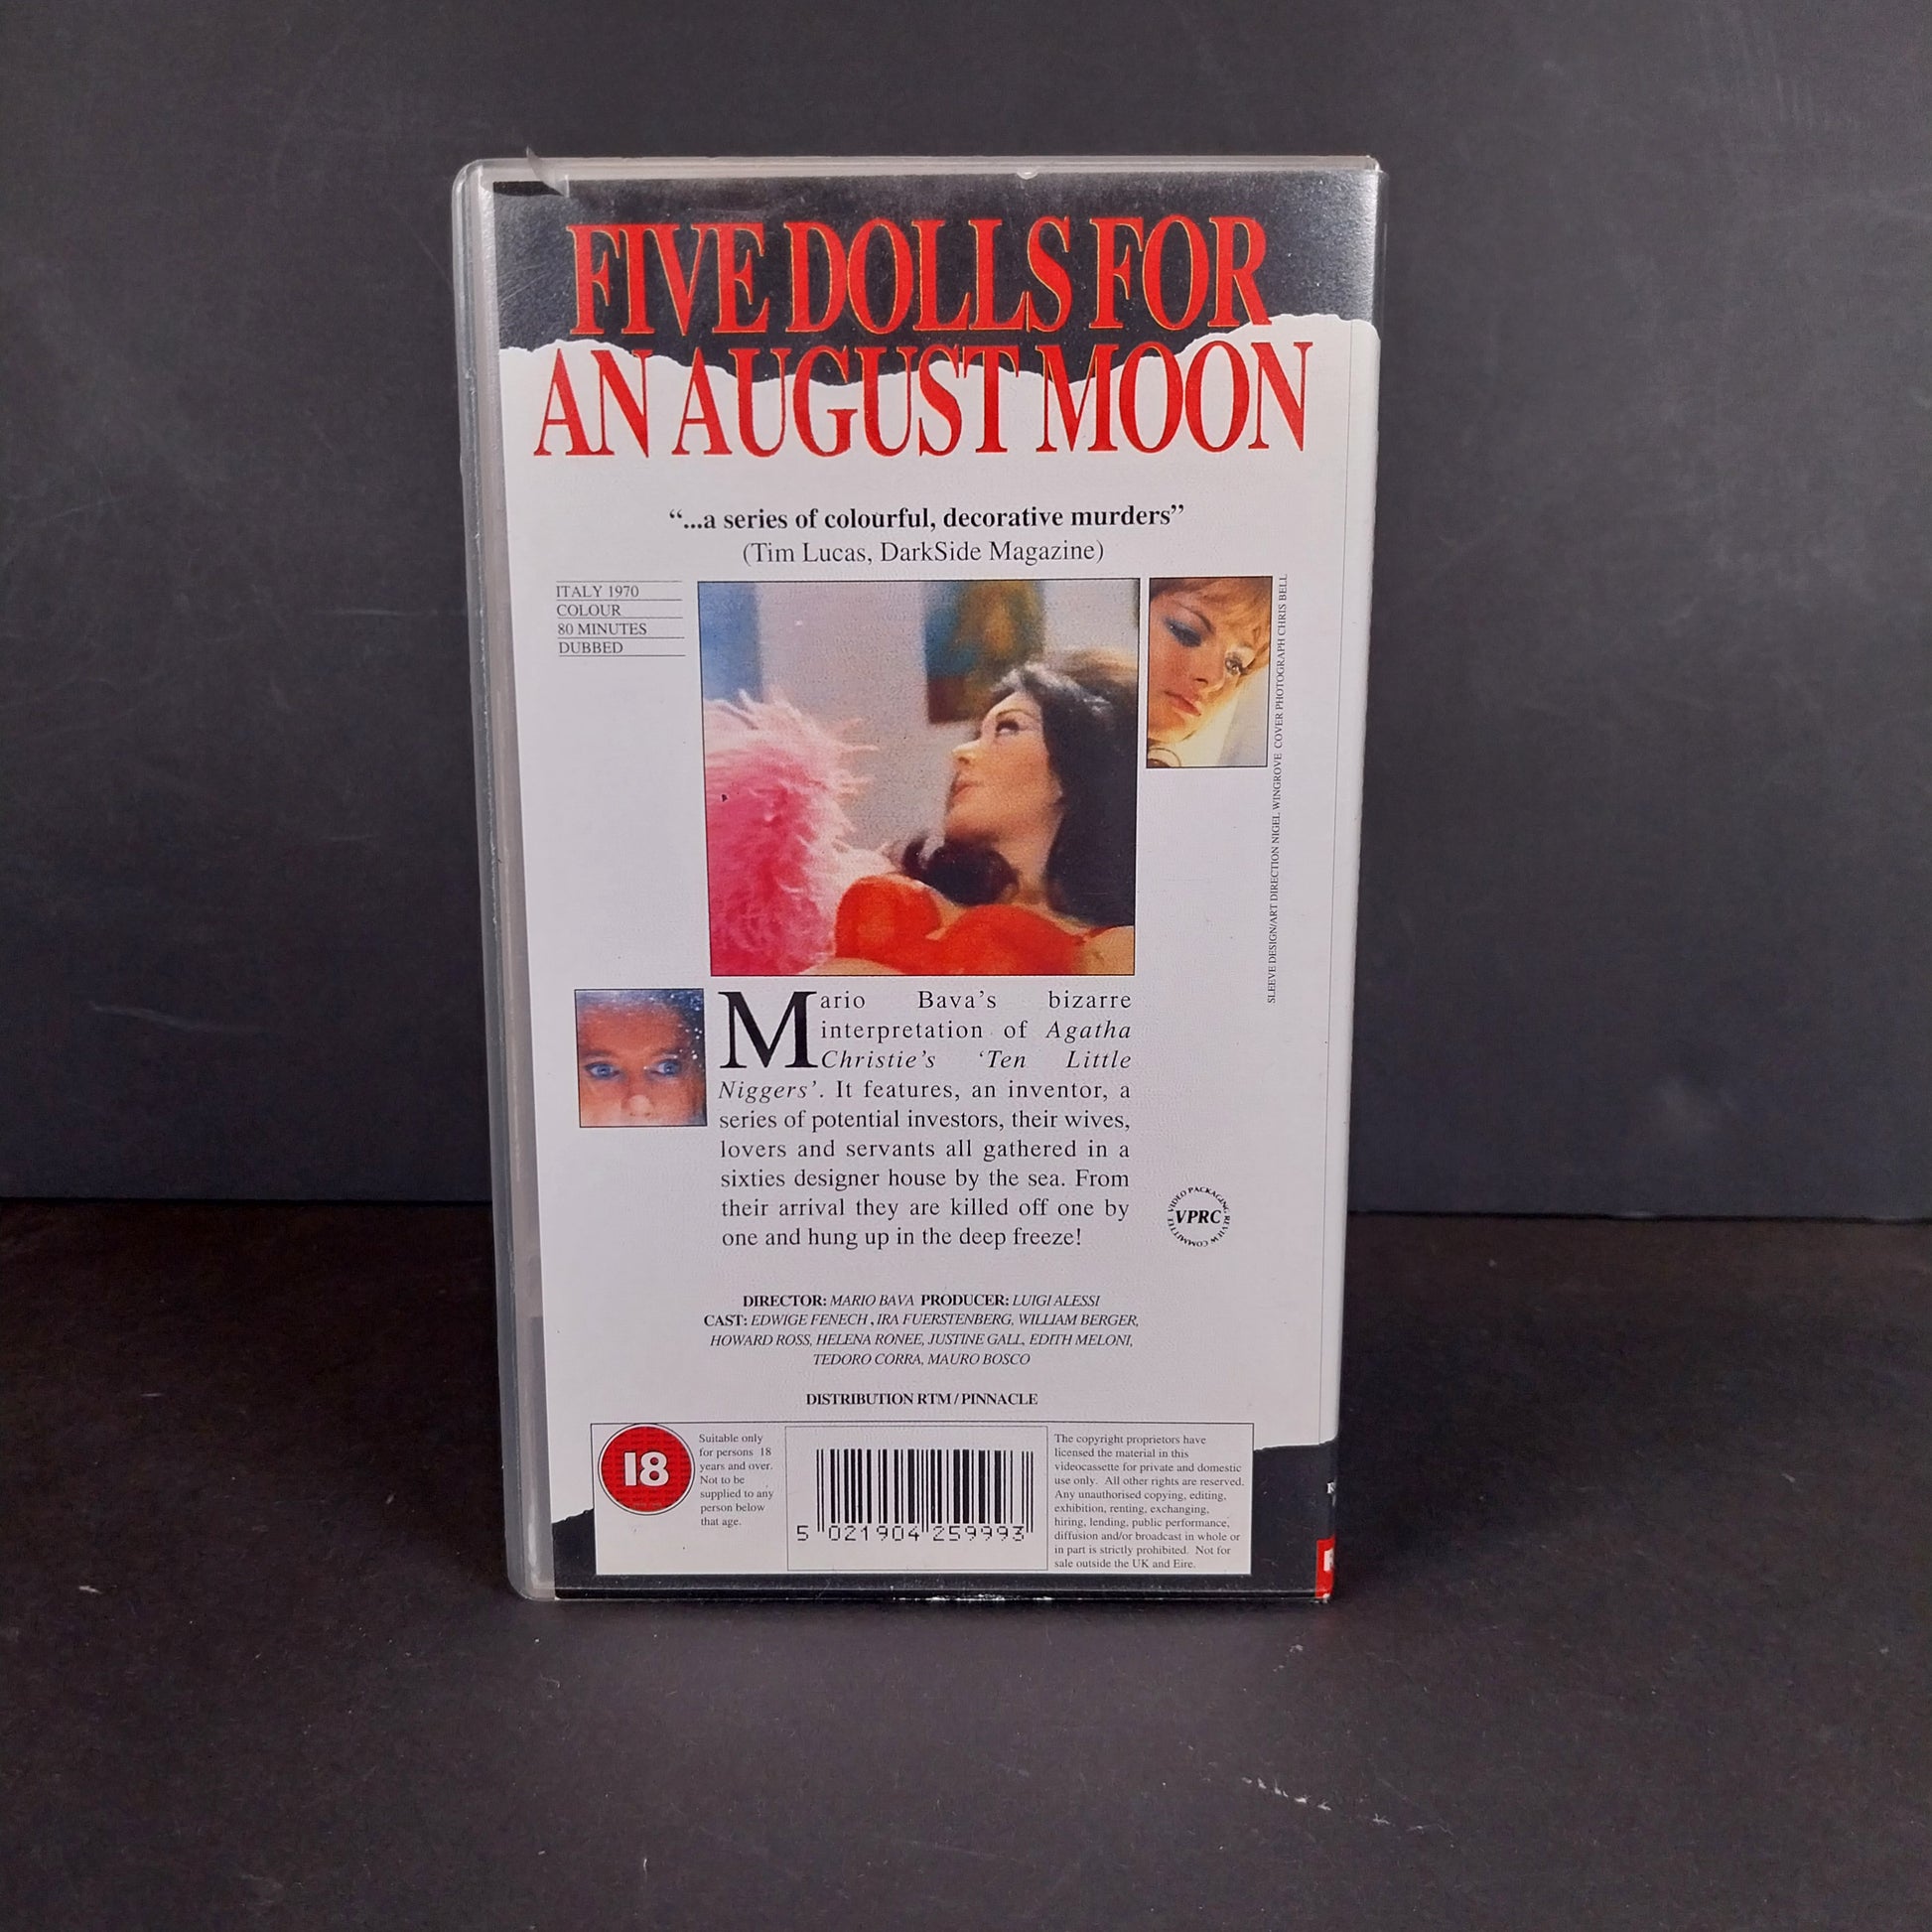 FIVE DOLLS FOR
AN AUGUST MOON
“...a series of colourful, decorative murders”
(Tim Lucas, DarkSide Magazine)
ITALY 1970
COLOUR
80 MINUTES
DUBBED
SLEEVE DESIGN/ART DIRECTION NIGEL WINGROVE COVER PHOTOGRAPH CHRIS BELL
Mario Bava’s bizarre
interpretation of Agatha
Christie’s ‘Ten Little
Niggers’. It features, an inventor, a
series of potential investors, their wives,
lovers and servants all gathered in a
sixties designer house by the sea. From
their arrival they are killed off one by
one and hung up in the deep freeze!
VIDEO PACKAGING REVIEW COMMITTEE
VPRC
DIRECTOR: MARIO BAVA PRODUCER: LUIGI ALESSI
CAST: EDWIGE FENECH , IRA FUERSTENBERG, WILLIAM BERGER,
HOWARD ROSS, HELENA RONEE, JUSTINE GALL, EDITH MELONI,
TEDORO CORRA, MAURO BOSCO
DISTRIBUTION RTM / PINNACLE
18
Suitable only
for persons 18
years and over.
Not to be
supplied to any
person below
that age.
5 021904 259993
The copyright proprietors have
licensed the material in this
videocassette for private and domestic
use only. All other rights are reserved.
Any unauthorised copying, editing,
exhibition, renting, exchanging,
hiring, lending, public performance,
diffusion and/or broadcast in whole or
in part is strictly prohibited. Not for
sale outside the UK and Eire.